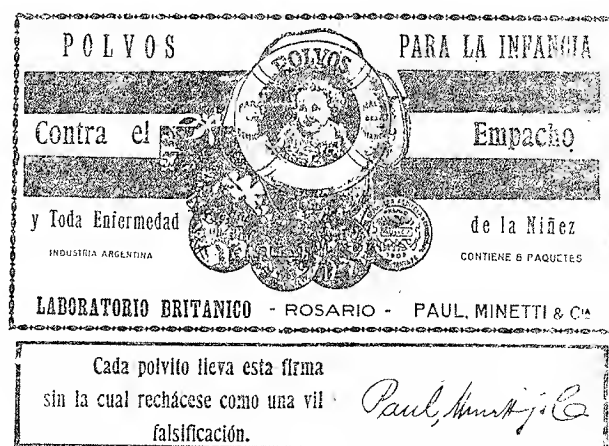 POLVOS PARA LA INFANCIA
POLVOS
Contra el Empacho
y Toda Enfermedad de la Niñez
INDUSTRIA ARGENTINA CONTIENE 8 PAQUETES
LABORATORIO BRITANICO - ROSARIO - PAUL, MINETTI & Cia
Cada polvito lleva esta firma
sin la cual rechácese como una vil
falsificación.
Paul, Minetti & Co